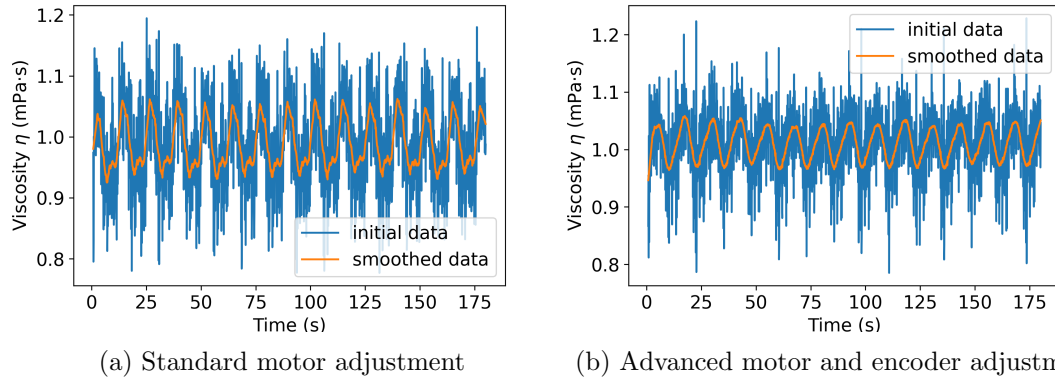 1.2
1.1
1.0
0.9
0.8
Viscosity η (mPa·s)
initial data
smoothed data
0 25 50 75 100 125 150 175
Time (s)
(a) Standard motor adjustment
1.2
1.1
1.0
0.9
0.8
Viscosity η (mPa·s)
initial data
smoothed data
0 25 50 75 100 125 150 175
Time (s)
(b) Advanced motor and encoder adjustm